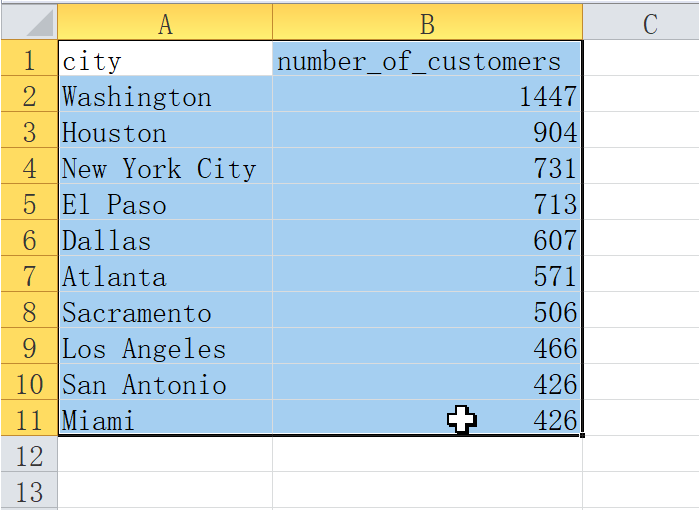 A B C
1 city number_of_customers
2 Washington 1447
3 Houston 904
4 New York City 731
5 El Paso 713
6 Dallas 607
7 Atlanta 571
8 Sacramento 506
9 Los Angeles 466
10 San Antonio 426
11 Miami 426
12
13